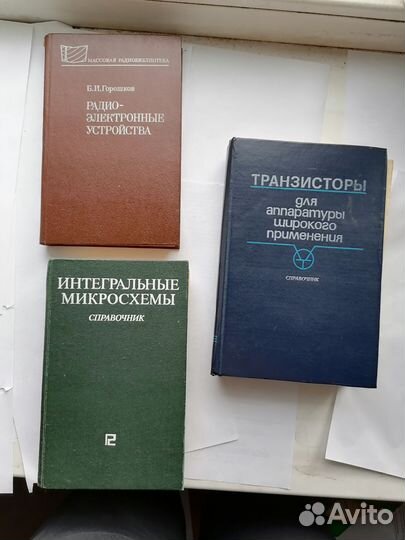 МАССОВАЯ РАДИОБИБЛИОТЕКА
Б.И.Горошков
РАДИО-
ЭЛЕКТРОННЫЕ
УСТРОЙСТВА
ТРАНЗИСТОРЫ
для
аппаратуры
широкого
применения
СПРАВОЧНИК
ИНТЕГРАЛЬНЫЕ
МИКРОСХЕМЫ
СПРАВОЧНИК
Avito